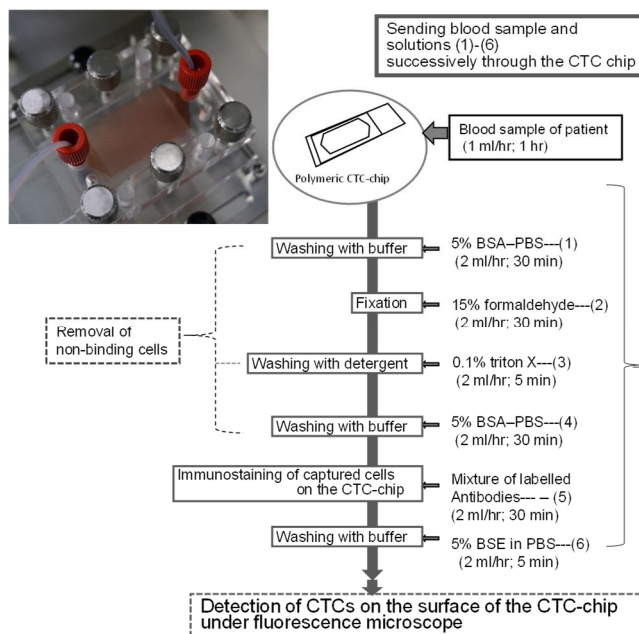 Sending blood sample and
solutions (1)-(6)
successively through the CTC chip
Blood sample of patient
(1 ml/hr; 1 hr)
Polymeric CTC-chip
Washing with buffer
5% BSA–PBS---(1)
(2 ml/hr; 30 min)
Fixation
15% formaldehyde---(2)
(2 ml/hr; 30 min)
Removal of
non-binding cells
Washing with detergent
0.1% triton X---(3)
(2 ml/hr; 5 min)
Washing with buffer
5% BSA–PBS---(4)
(2 ml/hr; 30 min)
Immunostaining of captured cells
on the CTC-chip
Mixture of labelled
Antibodies--- – (5)
(2 ml/hr; 30 min)
Washing with buffer
5% BSE in PBS---(6)
(2 ml/hr; 5 min)
Detection of CTCs on the surface of the CTC-chip
under fluorescence microscope